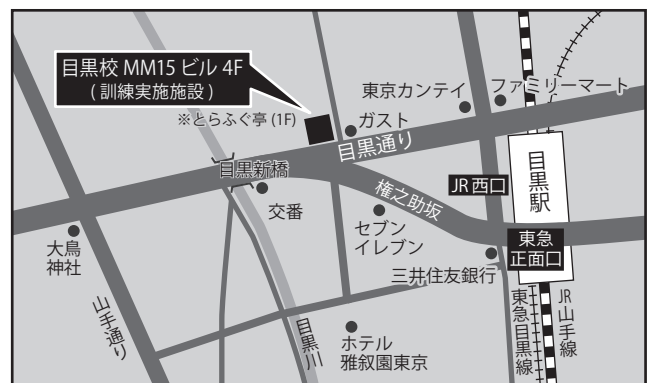 目黒校 MM15 ビル 4F
( 訓練実施施設 )
※とらふぐ亭 (1F)
ガスト
東京カンテイ
ファミリーマート
目黒通り
目黒新橋
交番
権之助坂
JR 西口
目黒駅
セブン
イレブン
東急
正面口
三井住友銀行
大鳥
神社
山手通り
目黒川
ホテル
雅叙園東京
東急目黒線
JR山手線